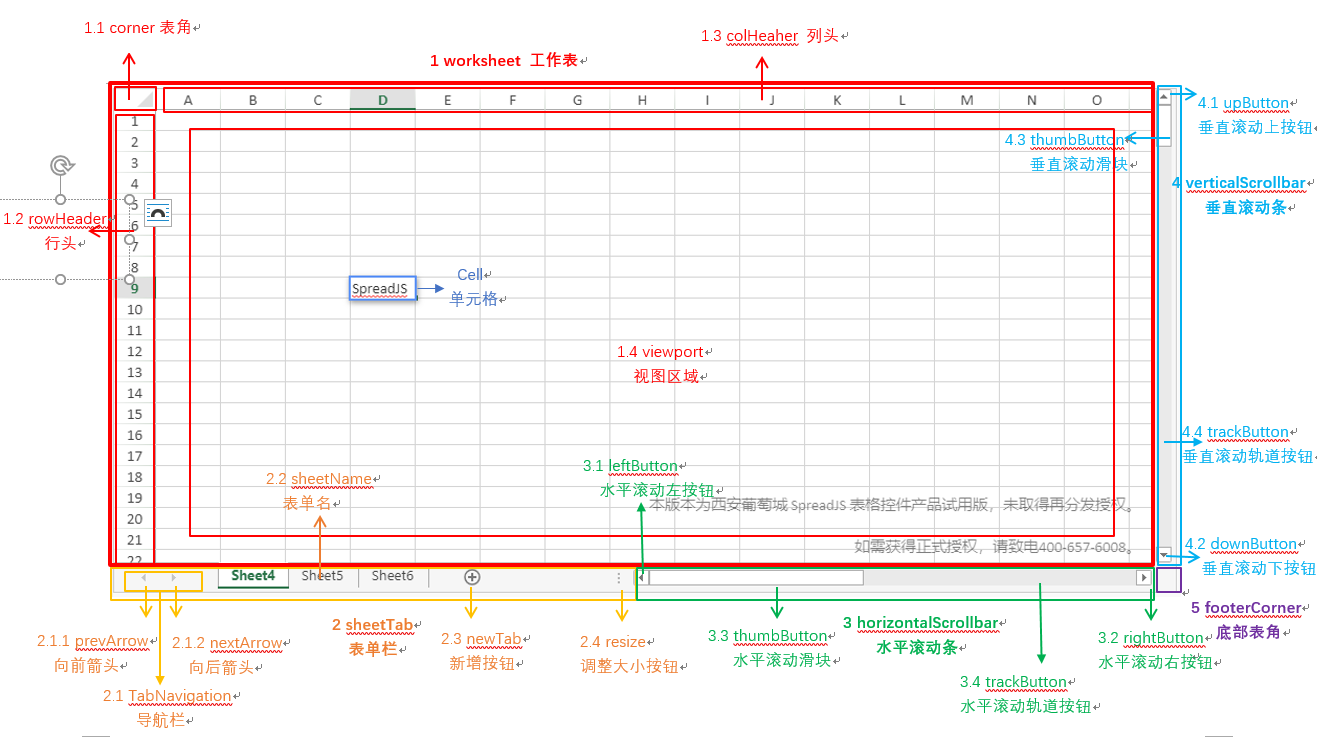 1.1 corner 表角
1 worksheet 工作表
1.3 colHeaher 列头
A B C D E F G H I J K L M N O
4.1 upButton
垂直滚动上按钮
4.3 thumbButton
垂直滚动滑块
4 verticalScrollbar
垂直滚动条
1
2
3
4
5
6
7
8
9
10
11
12
13
14
15
16
17
18
19
20
21
22
1.2 rowHeader
行头
SpreadJS
Cell
单元格
1.4 viewport
视图区域
4.4 trackButton
垂直滚动轨道按钮
2.2 sheetName
表单名
3.1 leftButton
水平滚动左按钮
本版本为西安葡萄城 SpreadJS 表格控件产品试用版，未取得再分发授权。
如需获得正式授权，请致电400-657-6008。
4.2 downButton
垂直滚动下按钮
Sheet4 Sheet5 Sheet6
5 footerCorner
底部表角
2.1.1 prevArrow
向前箭头
2.1.2 nextArrow
向后箭头
2.1 TabNavigation
导航栏
2 sheetTab
表单栏
2.3 newTab
新增按钮
2.4 resize
调整大小按钮
3.3 thumbButton
水平滚动滑块
3 horizontalScrollbar
水平滚动条
3.2 rightButton
水平滚动右按钮
3.4 trackButton
水平滚动轨道按钮